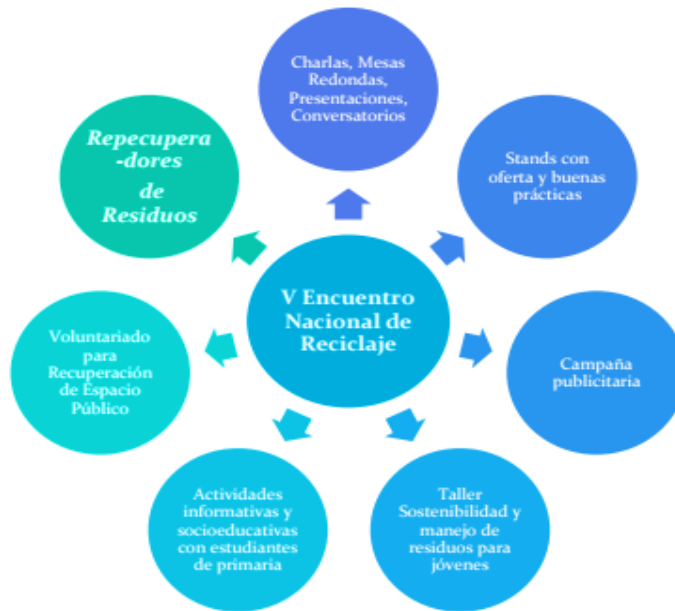 Charlas, Mesas
Redondas,
Presentaciones,
Conversatorios
Stands con
oferta y buenas
prácticas
Campaña
publicitaria
Taller
Sostenibilidad y
manejo de
residuos para
jóvenes
Actividades
informativas y
socioeducativas
con estudiantes
de primaria
Voluntariado
para
Recuperación
de Espacio
Público
Repecupera
-dores
de
Residuos
V Encuentro
Nacional de
Reciclaje